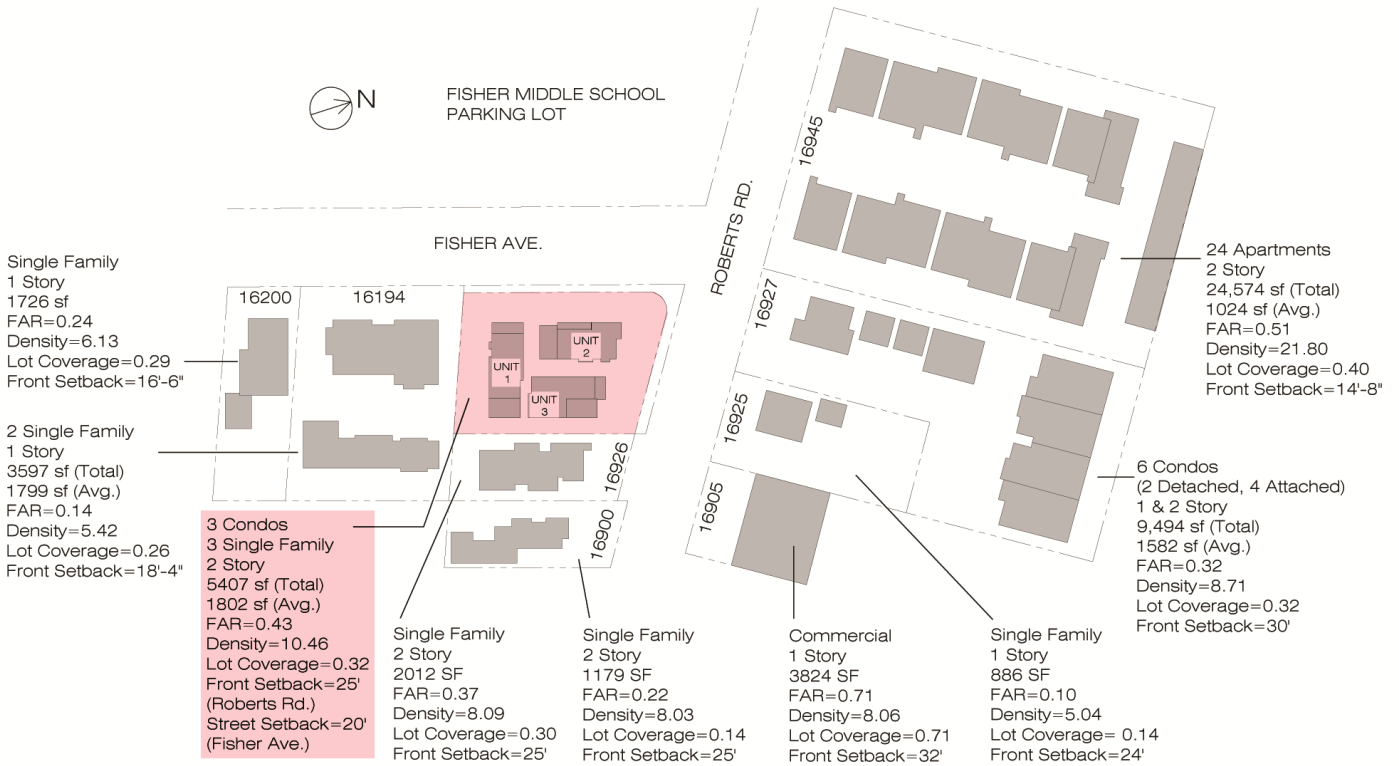 N
FISHER MIDDLE SCHOOL
PARKING LOT
FISHER AVE.
ROBERTS RD.
16945
16927
16925
16905
16200
16194
16926
16900
UNIT
1
UNIT
2
UNIT
3
Single Family
1 Story
1726 sf
FAR=0.24
Density=6.13
Lot Coverage=0.29
Front Setback=16'-6"
2 Single Family
1 Story
3597 sf (Total)
1799 sf (Avg.)
FAR=0.14
Density=5.42
Lot Coverage=0.26
Front Setback=18'-4"
3 Condos
3 Single Family
2 Story
5407 sf (Total)
1802 sf (Avg.)
FAR=0.43
Density=10.46
Lot Coverage=0.32
Front Setback=25'
(Roberts Rd.)
Street Setback=20'
(Fisher Ave.)
Single Family
2 Story
2012 SF
FAR=0.37
Density=8.09
Lot Coverage=0.30
Front Setback=25'
Single Family
2 Story
1179 SF
FAR=0.22
Density=8.03
Lot Coverage=0.14
Front Setback=25'
Commercial
1 Story
3824 SF
FAR=0.71
Density=8.06
Lot Coverage=0.71
Front Setback=32'
Single Family
1 Story
886 SF
FAR=0.10
Density=5.04
Lot Coverage= 0.14
Front Setback=24'
24 Apartments
2 Story
24,574 sf (Total)
1024 sf (Avg.)
FAR=0.51
Density=21.80
Lot Coverage=0.40
Front Setback=14'-8"
6 Condos
(2 Detached, 4 Attached)
1 & 2 Story
9,494 sf (Total)
1582 sf (Avg.)
FAR=0.32
Density=8.71
Lot Coverage=0.32
Front Setback=30'